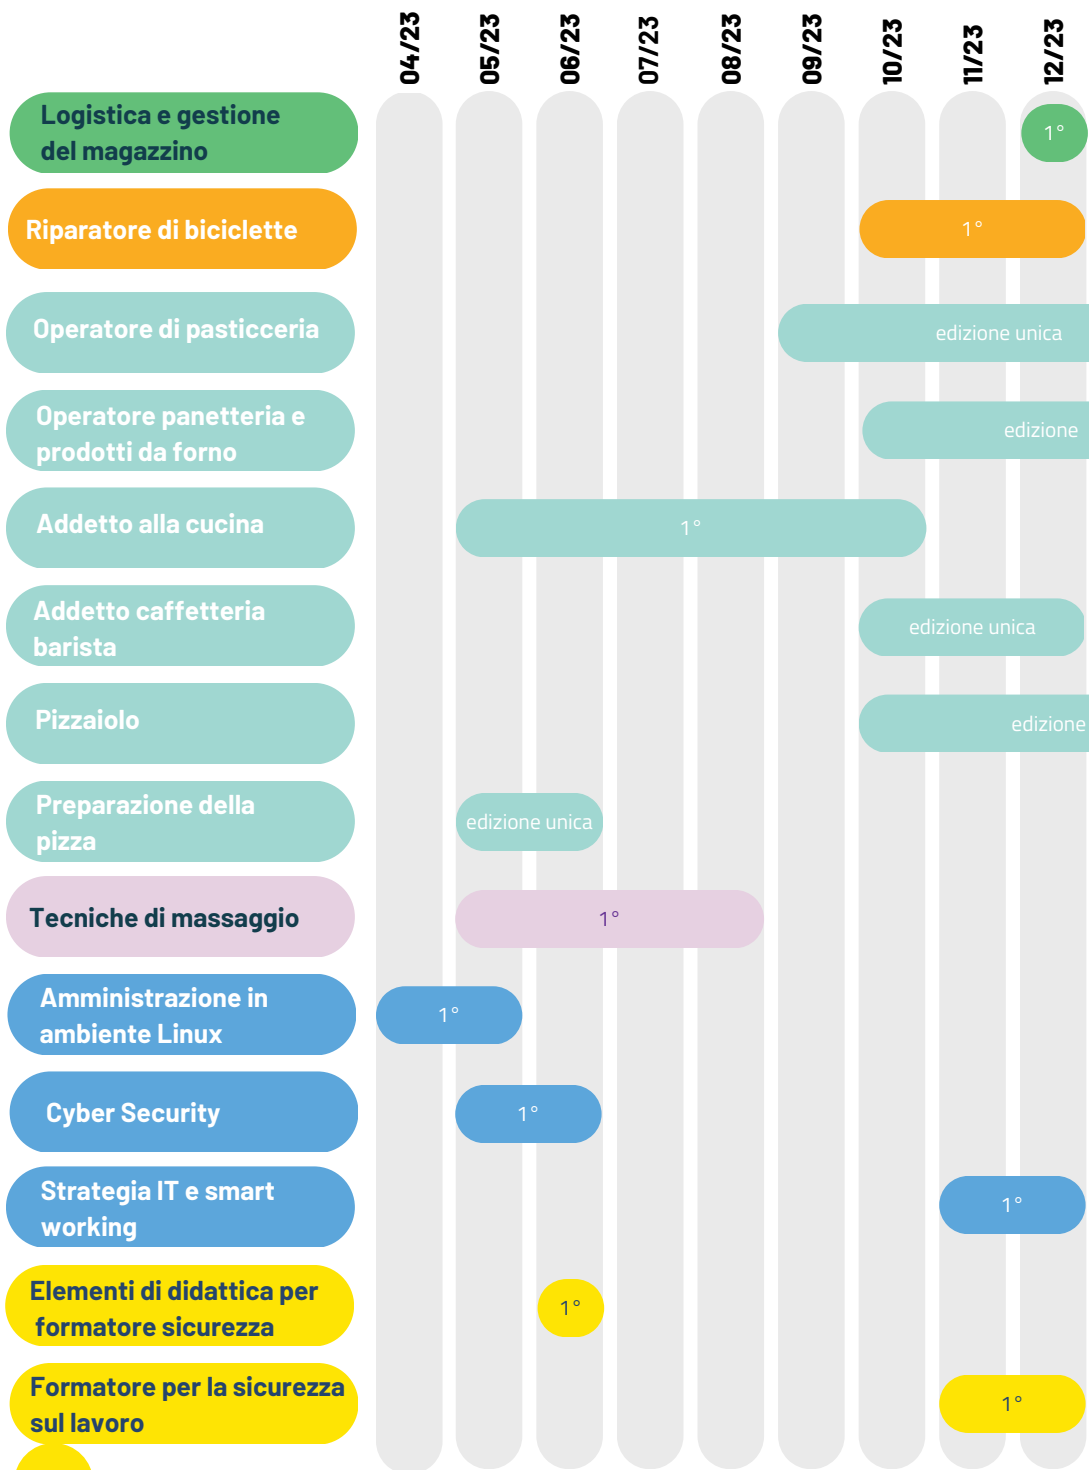 04/23
05/23
06/23
07/23
08/23
09/23
10/23
11/23
12/23
Logistica e gestione
del magazzino
1°
Riparatore di biciclette
1°
Operatore di pasticceria
edizione unica
Operatore panetteria e
prodotti da forno
edizione
Addetto alla cucina
1°
Addetto caffetteria
barista
edizione unica
Pizzaiolo
edizione
Preparazione della
pizza
edizione unica
Tecniche di massaggio
1°
Amministrazione in
ambiente Linux
1°
Cyber Security
1°
Strategia IT e smart
working
1°
Elementi di didattica per
formatore sicurezza
1°
Formatore per la sicurezza
sul lavoro
1°